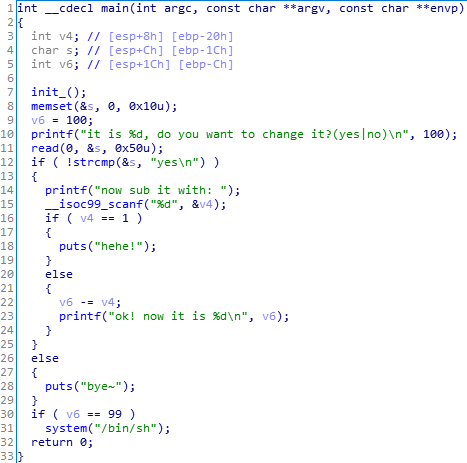 1 int __cdecl main(int argc, const char **argv, const char **envp)
2 {
3   int v4; // [esp+8h] [ebp-20h]
4   char s; // [esp+Ch] [ebp-1Ch]
5   int v6; // [esp+1Ch] [ebp-Ch]
6
7   init_();
8   memset(&s, 0, 0x10u);
9   v6 = 100;
10   printf("it is %d, do you want to change it?(yes|no)\n", 100);
11   read(0, &s, 0x50u);
12   if ( !strcmp(&s, "yes\n") )
13   {
14     printf("now sub it with: ");
15     __isoc99_scanf("%d", &v4);
16     if ( v4 == 1 )
17     {
18       puts("hehe!");
19     }
20     else
21     {
22       v6 -= v4;
23       printf("ok! now it is %d\n", v6);
24     }
25   }
26   else
27   {
28     puts("bye~");
29   }
30   if ( v6 == 99 )
31     system("/bin/sh");
32   return 0;
33 }